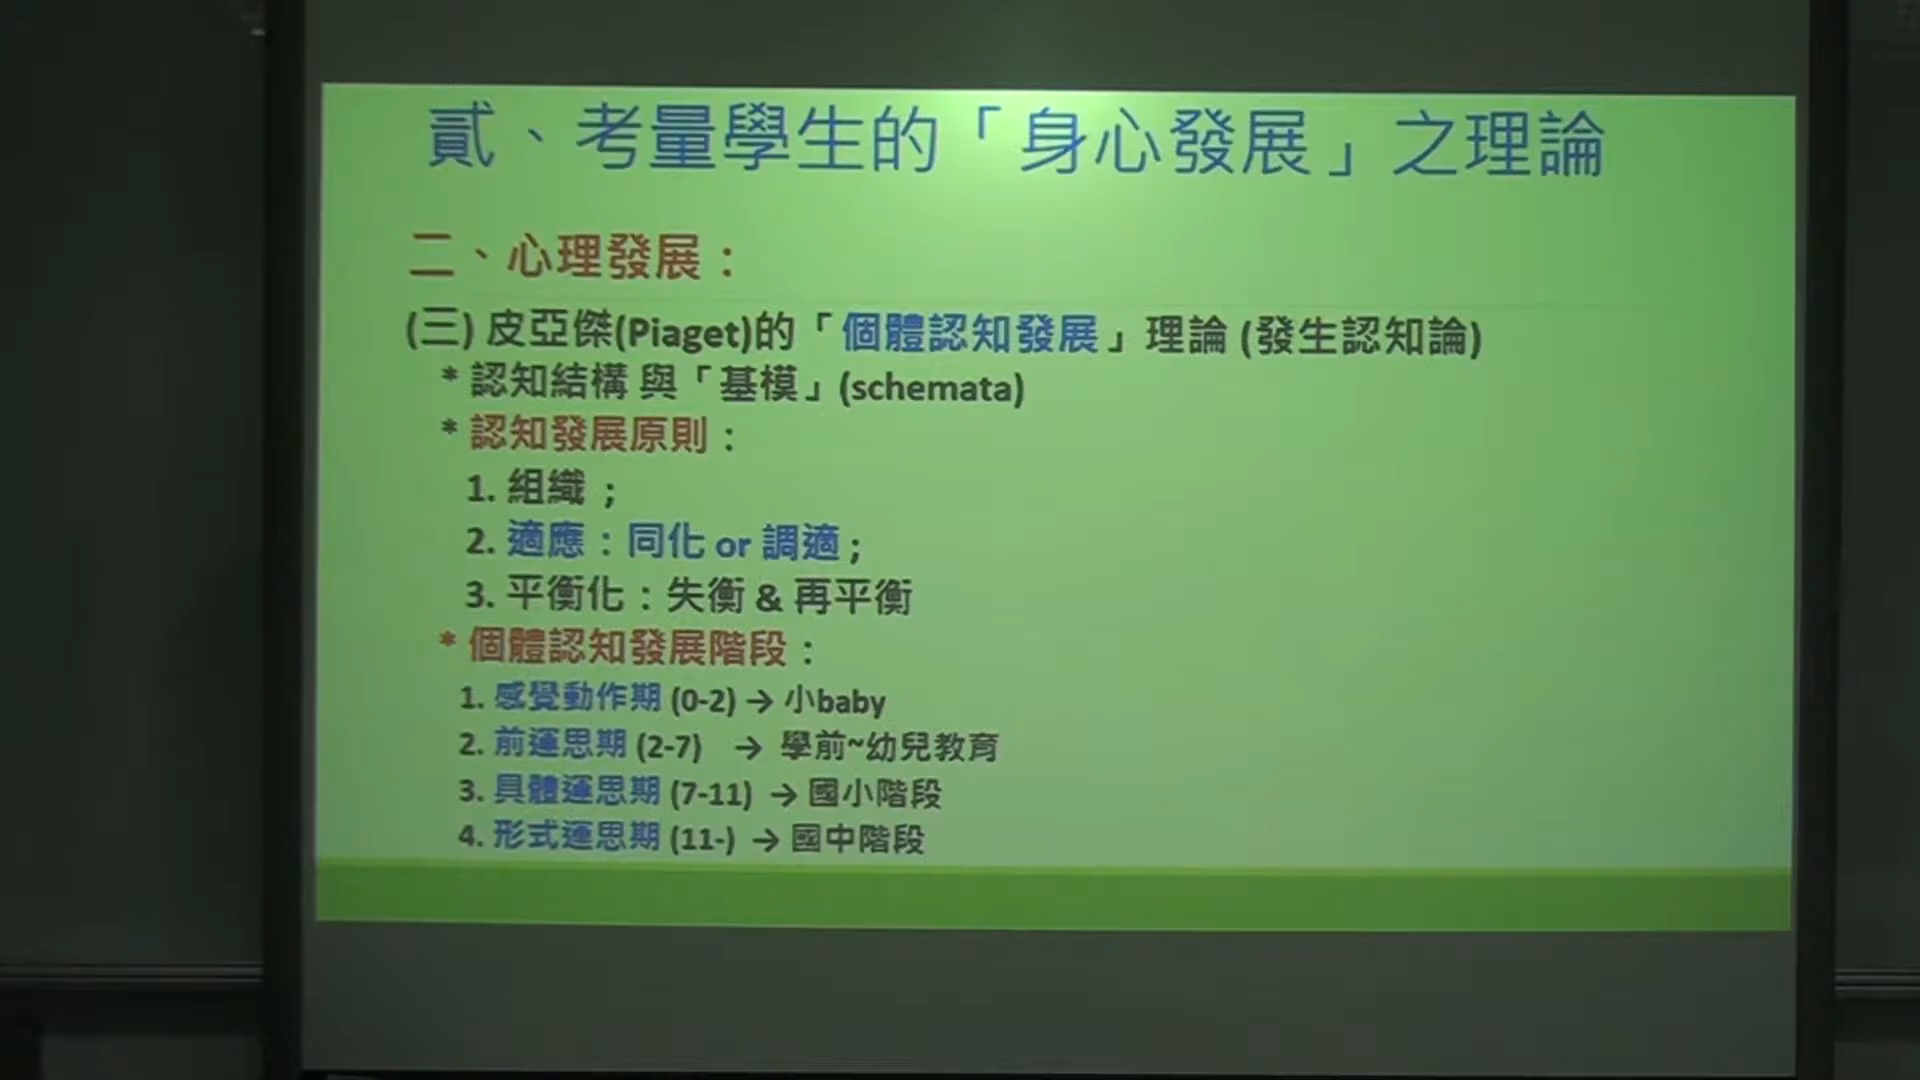 貳、考量學生的「身心發展」之理論
二、心理發展：
(三) 皮亞傑(Piaget)的「個體認知發展」理論 (發生認知論)
* 認知結構 與「基模」(schemata)
* 認知發展原則：
1. 組織；
2. 適應：同化 or 調適；
3. 平衡化：失衡 & 再平衡
* 個體認知發展階段：
1. 感覺動作期 (0-2) → 小baby
2. 前運思期 (2-7) → 學前~幼兒教育
3. 具體運思期 (7-11) → 國小階段
4. 形式運思期 (11-) → 國中階段